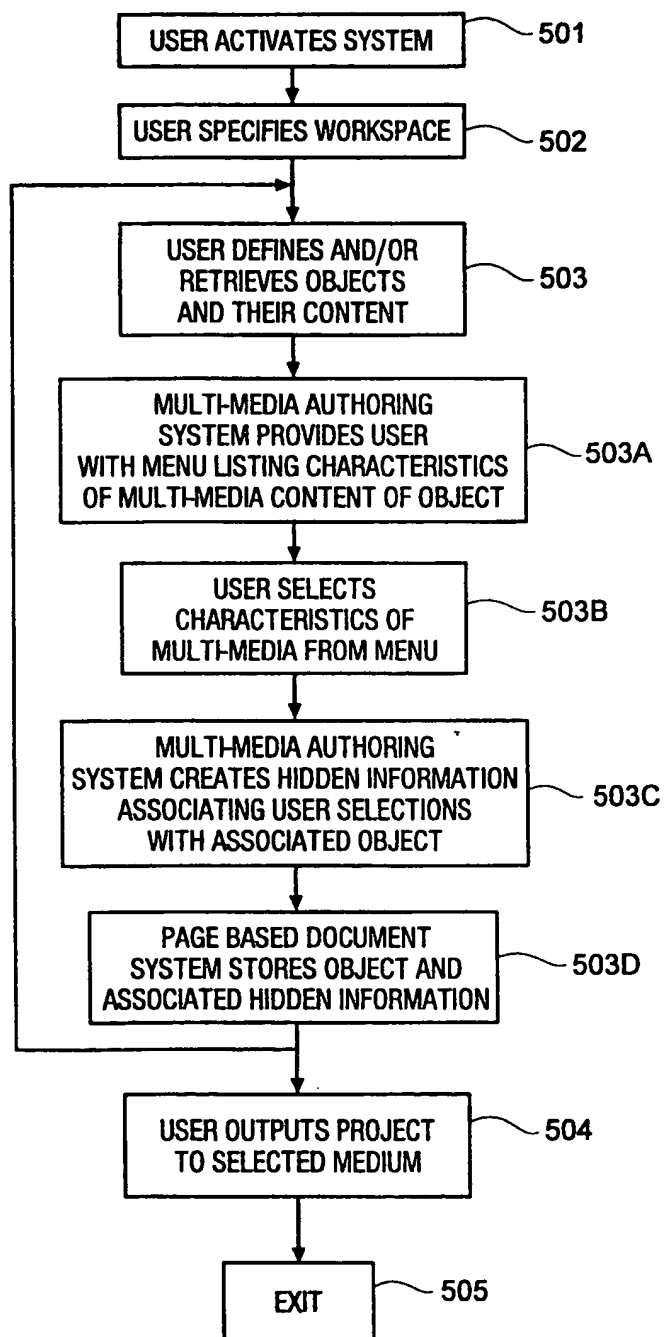 USER ACTIVATES SYSTEM
501
USER SPECIFIES WORKSPACE
502
USER DEFINES AND/OR
RETRIEVES OBJECTS
AND THEIR CONTENT
503
MULTI-MEDIA AUTHORING
SYSTEM PROVIDES USER
WITH MENU LISTING CHARACTERISTICS
OF MULTI-MEDIA CONTENT OF OBJECT
503A
USER SELECTS
CHARACTERISTICS OF
MULTI-MEDIA FROM MENU
503B
MULTI-MEDIA AUTHORING
SYSTEM CREATES HIDDEN INFORMATION
ASSOCIATING USER SELECTIONS
WITH ASSOCIATED OBJECT
503C
PAGE BASED DOCUMENT
SYSTEM STORES OBJECT AND
ASSOCIATED HIDDEN INFORMATION
503D
USER OUTPUTS PROJECT
TO SELECTED MEDIUM
504
EXIT
505